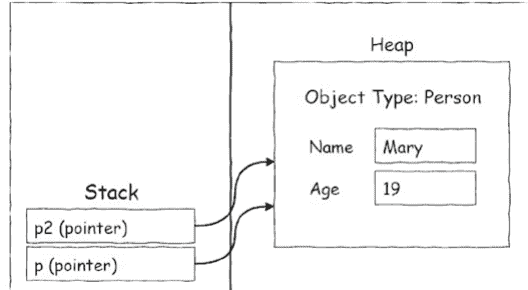 Stack
p2 (pointer)
p (pointer)
Heap
Object Type: Person
Name Mary
Age 19